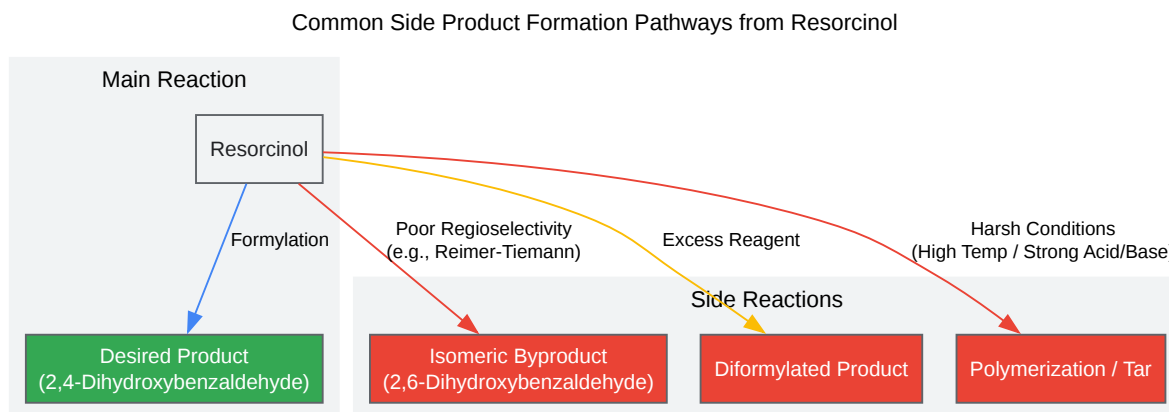 Common Side Product Formation Pathways from Resorcinol
Main Reaction
Resorcinol
Formylation
Poor Regioselectivity
(e.g., Reimer-Tiemann)
Excess Reagent
Harsh Conditions
(High Temp / Strong Acid/Base)
Side Reactions
Desired Product
(2,4-Dihydroxybenzaldehyde)
Isomeric Byproduct
(2,6-Dihydroxybenzaldehyde)
Diformylated Product
Polymerization / Tar